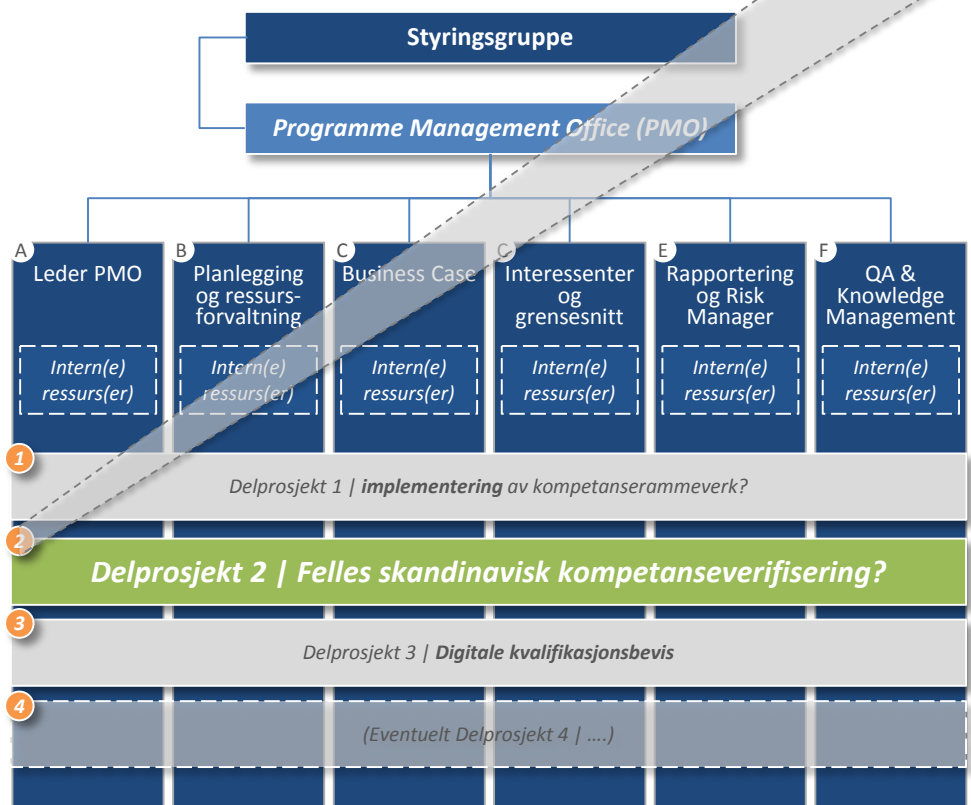 Styringsgruppe
Programme Management Office (PMO)
A
Leder PMO
Intern(e)
ressurs(er)
B
Planlegging
og ressurs-
forvaltning
Intern(e)
ressurs(er)
C
Business Case
Intern(e)
ressurs(er)
C
Interessenter
og
grensesnitt
Intern(e)
ressurs(er)
E
Rapportering
og Risk
Manager
Intern(e)
ressurs(er)
F
QA &
Knowledge
Management
Intern(e)
ressurs(er)
1
Delprosjekt 1 | implementering av kompetanserammeverk?
2
Delprosjekt 2 | Felles skandinavisk kompetanseverifisering?
3
Delprosjekt 3 | Digitale kvalifikasjonsbevis
4
(Eventuelt Delprosjekt 4 | ....)